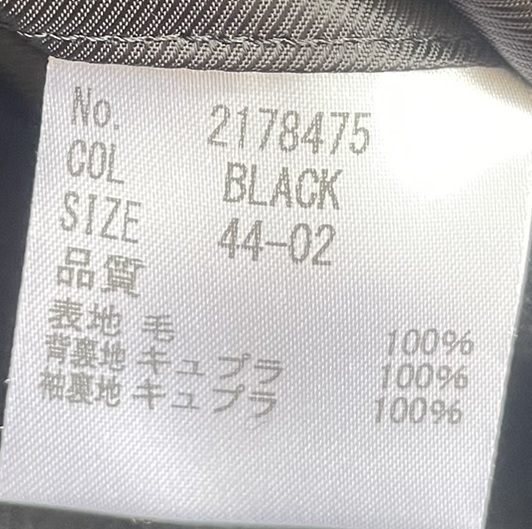 No. 2178475
COL BLACK
SIZE 44-02
品質
表地 毛 100%
背裏地 キュプラ 100%
袖裏地 キュプラ 100%